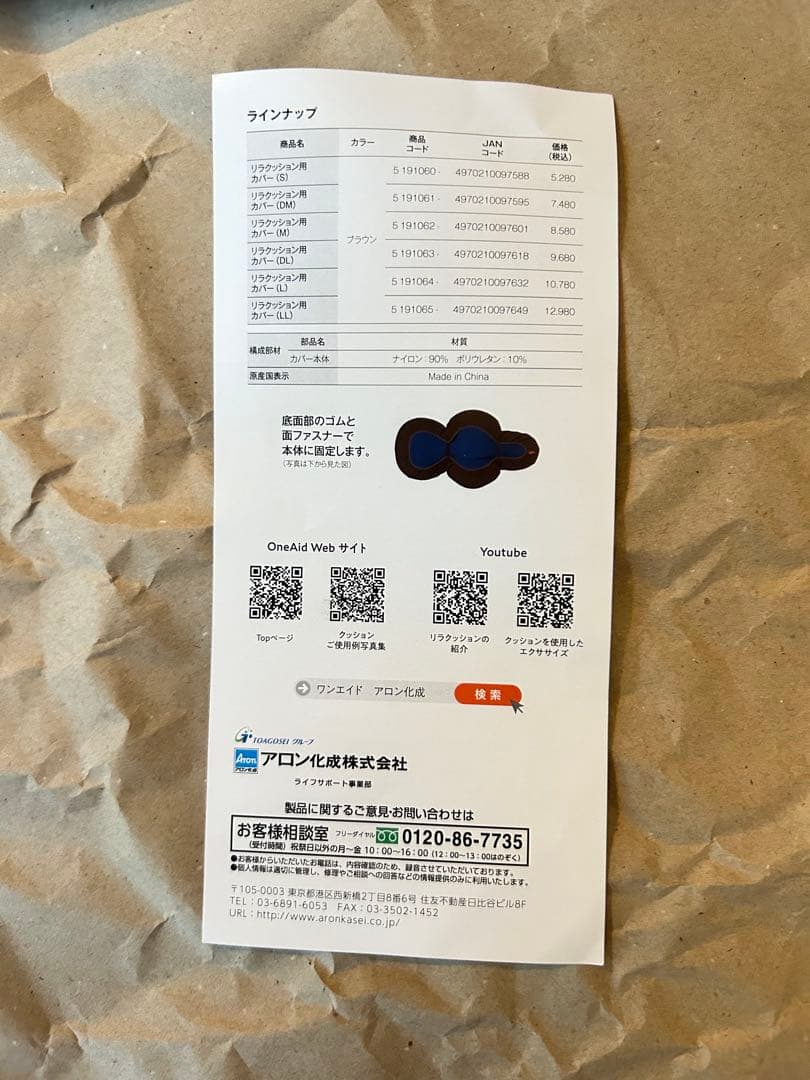 ラインナップ
商品名 カラー 商品コード JANコード 価格（税込）
リラクッション用カバー（S） 5 191060 - 4970210097588 5,280
リラクッション用カバー（DM） 5 191061 - 4970210097595 7,480
リラクッション用カバー（M） 5 191062 - 4970210097601 8,580
ブラウン
リラクッション用カバー（DL） 5 191063 - 4970210097618 9,680
リラクッション用カバー（L） 5 191064 - 4970210097632 10,780
リラクッション用カバー（LL） 5 191065 - 4970210097649 12,980
構成部材 部品名 材質
カバー本体 ナイロン：90% ポリウレタン：10%
原産国表示 Made in China
底面部のゴムと
面ファスナーで
本体に固定します。
（写真は下から見た図）
OneAid Web サイト
Youtube
Topページ
クッション
ご使用例写真集
リラクッションの
紹介
クッションを使用した
エクササイズ
ワンエイド アロン化成 検索
TOAGOSEI グループ
Aron
アロン化成
アロン化成株式会社
ライフサポート事業部
製品に関するご意見・お問い合わせは
お客様相談室 フリーダイヤル 0120-86-7735
（受付時間）祝祭日以外の月〜金 10：00〜16：00（12：00〜13：00はのぞく）
●お客様からいただいたお電話は、内容確認のため、録音させていただいております。
●個人情報は適切に管理し、修理やご相談への回答などの情報提供のみに利用いたします。
〒105-0003 東京都港区西新橋2丁目8番6号 住友不動産日比谷ビル8F
TEL：03-6891-6053 FAX：03-3502-1452
URL：http://www.aronkasei.co.jp/